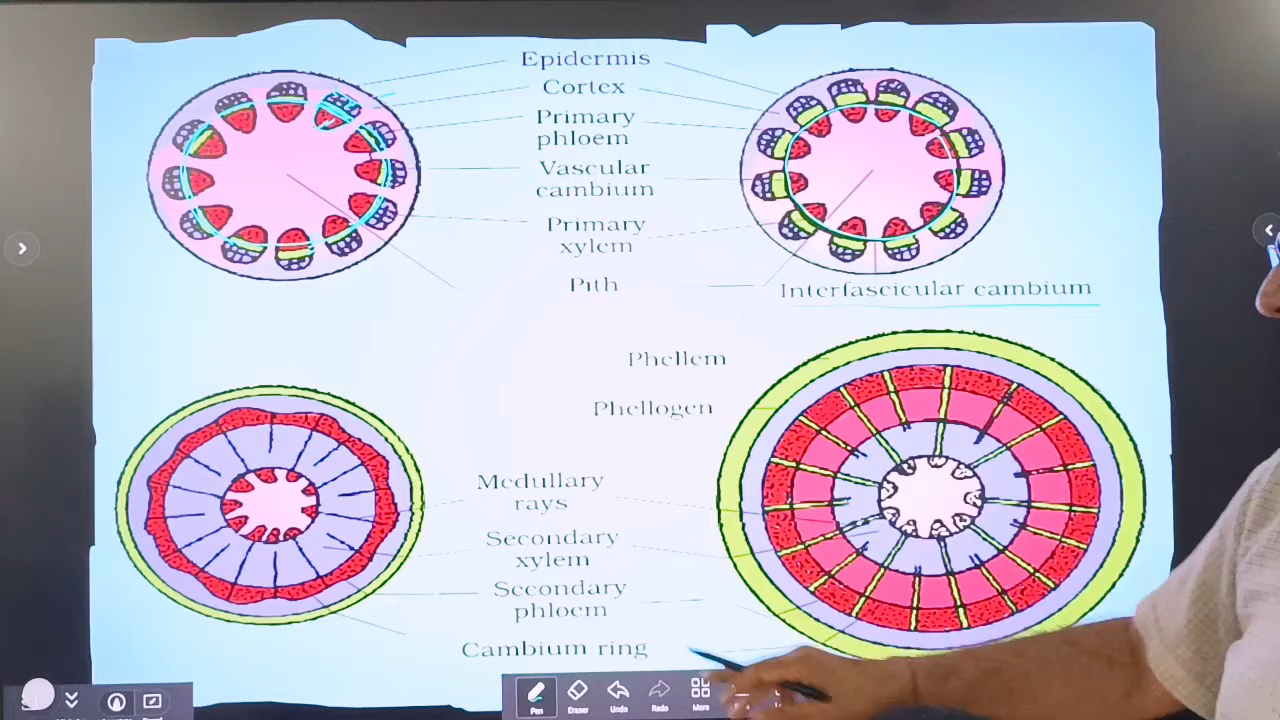 Epidermis
Cortex
Primary
phloem
Vascular
cambium
Primary
xylem
Pith
Interfascicular cambium
Phellem
Phellogen
Medullary
rays
Secondary
xylem
Secondary
phloem
Cambium ring
Pen
Eraser
Undo
Redo
More